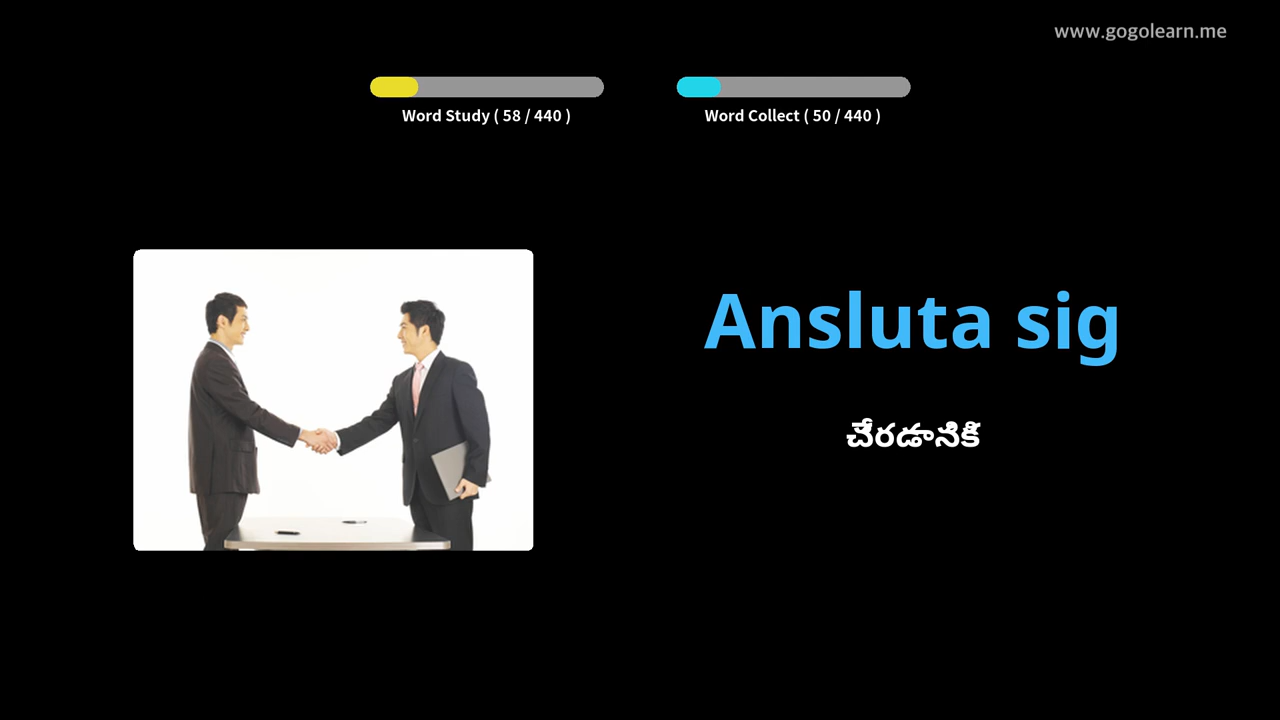 www.gogolearn.me
Word Study ( 58 / 440 )
Word Collect ( 50 / 440 )
Ansluta sig
చేరడానికి